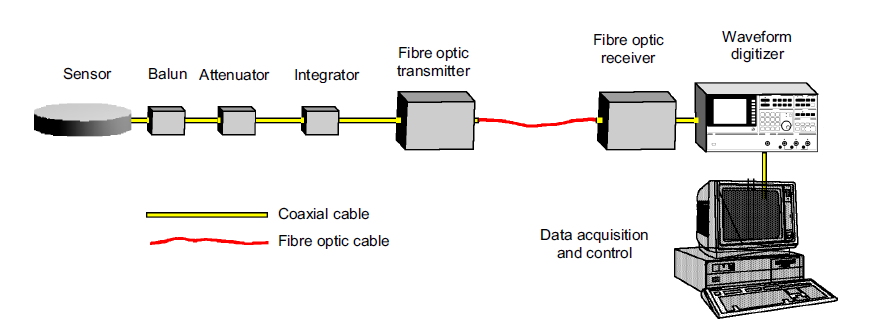 Sensor
Balun
Attenuator
Integrator
Fibre optic
transmitter
Fibre optic
receiver
Waveform
digitizer
Coaxial cable
Fibre optic cable
Data acquisition
and control